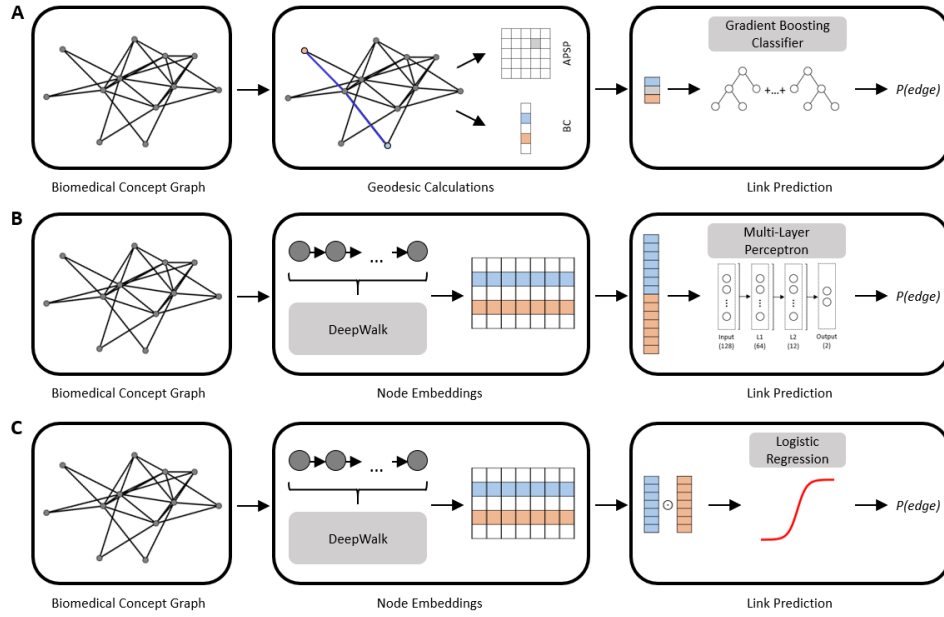 A
Gradient Boosting
Classifier
APSP
BC
+...+
P(edge)
Biomedical Concept Graph
Geodesic Calculations
Link Prediction
B
Multi-Layer
Perceptron
...
DeepWalk
Input
(128)
L1
(64)
L2
(12)
Output
(2)
P(edge)
Biomedical Concept Graph
Node Embeddings
Link Prediction
C
Logistic
Regression
...
DeepWalk
P(edge)
Biomedical Concept Graph
Node Embeddings
Link Prediction